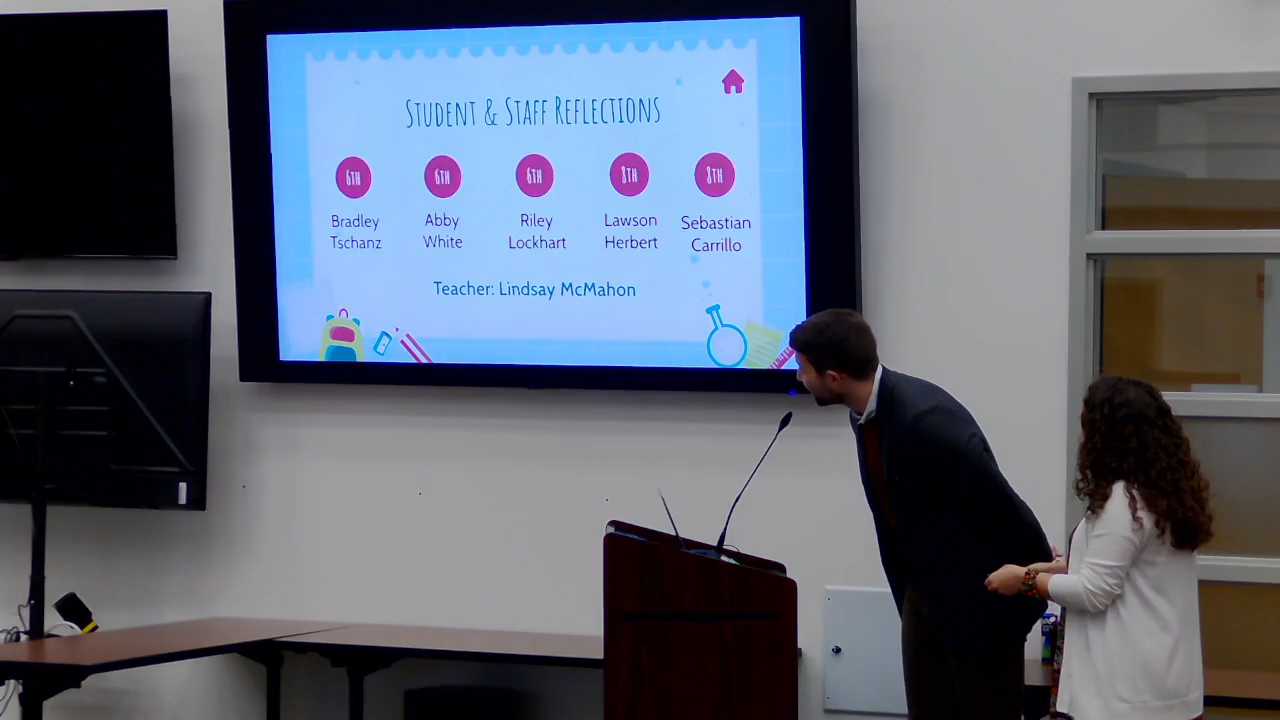 STUDENT & STAFF REFLECTIONS
6TH 6TH 6TH 8TH 8TH
Bradley Abby Riley Lawson Sebastian
Tschanz White Lockhart Herbert Carrillo
Teacher: Lindsay McMahon